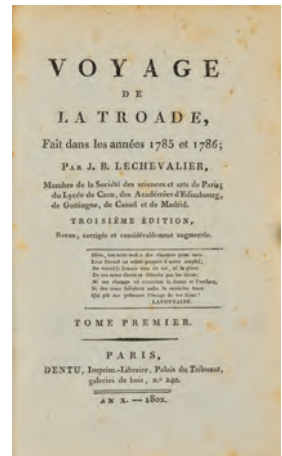 VOYAGE
DE
LA TROADE,
Fait dans les années 1785 et 1786;
PAR J. B. LECHEVALIER,
Membre de la Société des sciences et arts de Paris;
du Lycée de Caen, des Académies d'Edimbourg,
de Gottingue, de Cassel et de Madrid.
TROISIÈME ÉDITION,
Revue, corrigée et considérablement augmentée.
LAFONTAINE.
TOME PREMIER.
PARIS,
DENTU, Imprim.-Libraire, Palais du Tribunat,
galeries de bois, n.º 240.
AN X. — 1802.